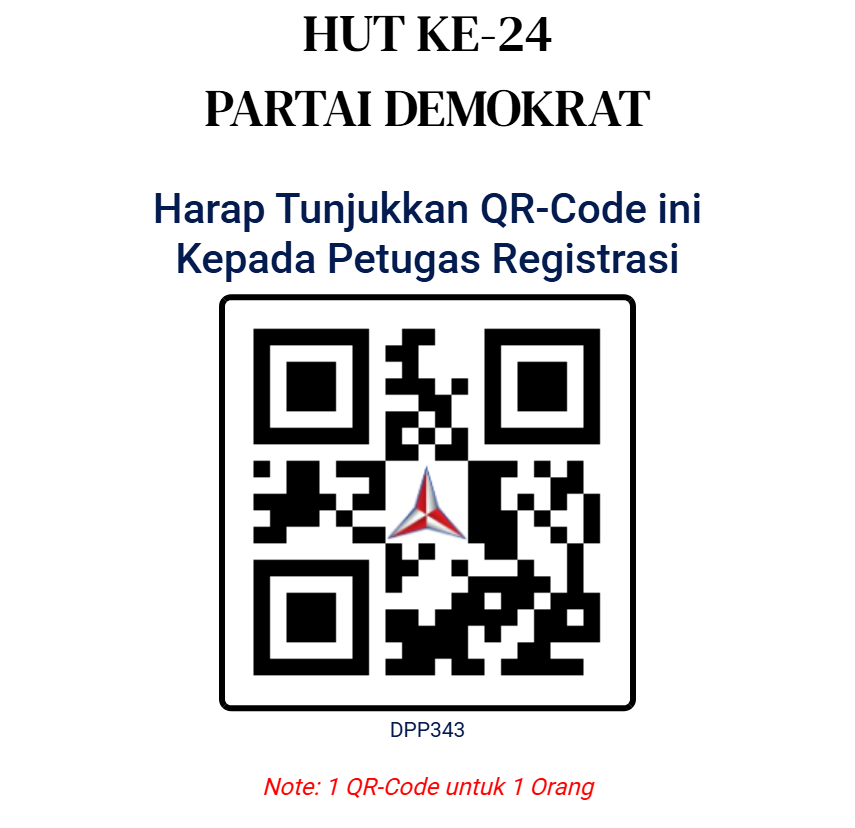 HUT KE-24
PARTAI DEMOKRAT
Harap Tunjukkan QR-Code ini
Kepada Petugas Registrasi
DPP343
Note: 1 QR-Code untuk 1 Orang